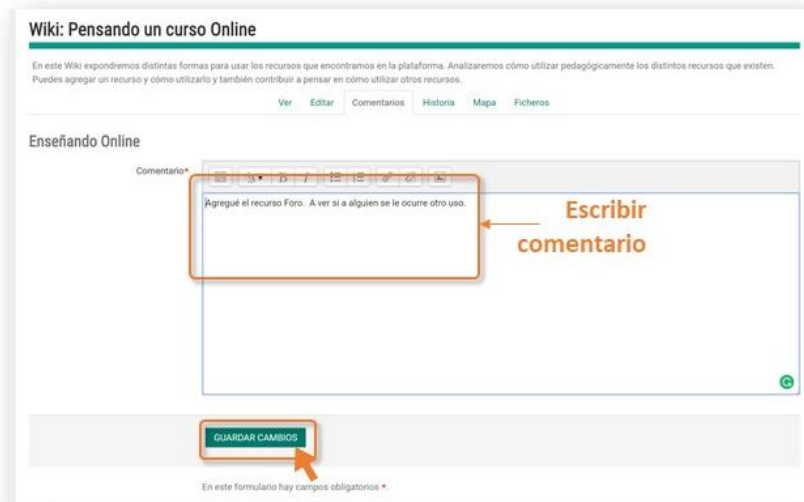 Wiki: Pensando un curso Online
En este Wiki expondremos distintas formas para usar los recursos que encontramos en la plataforma. Analizaremos cómo utilizar pedagógicamente los distintos recursos que existen.
Puedes agregar un recurso y cómo utilizarlo y también contribuir a pensar en cómo utilizar otros recursos.
Ver Editar Comentarios Historia Mapa Ficheros
Enseñando Online
Comentario*
Agregué el recurso Foro. A ver si a alguien se le ocurre otro uso.
Escribir
comentario
GUARDAR CAMBIOS
En este formulario hay campos obligatorios *.